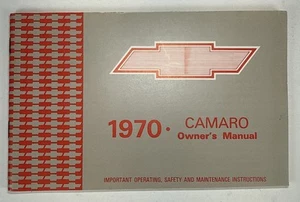 1970 • CAMARO
Owner's Manual
IMPORTANT OPERATING, SAFETY AND MAINTENANCE INSTRUCTIONS